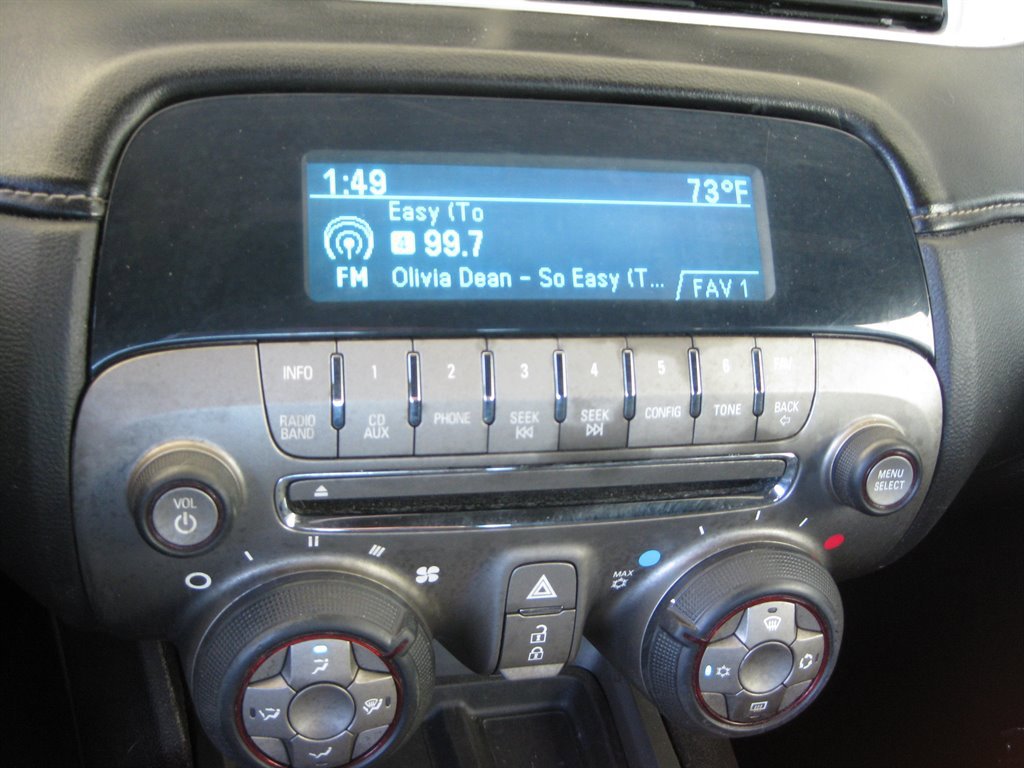 1:49 73°F
Easy (To
4 99.7
FM Olivia Dean - So Easy (T... FAV 1
INFO 1 2 3 4 5 6 FAV
RADIO BAND CD AUX PHONE SEEK SEEK CONFIG TONE BACK
VOL
MENU SELECT
MAX